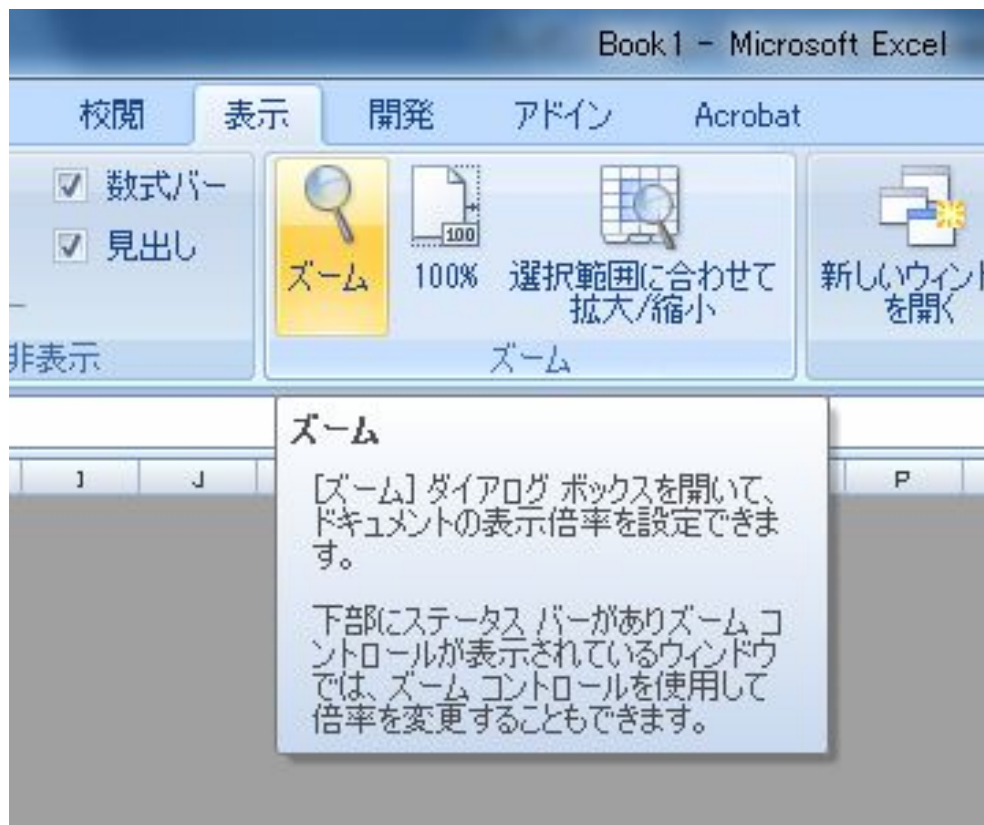 Book1 - Microsoft Excel
校閲 表示 開発 アドイン Acrobat
数式バー
見出し
ズーム
100
100%
選択範囲に合わせて
拡大/縮小
新しいウィンド
を開く
非表示
ズーム
I J P
ズーム
[ズーム] ダイアログ ボックスを開いて、
ドキュメントの表示倍率を設定できま
す。
下部にステータス バーがありズーム コ
ントロールが表示されているウィンドウ
では、ズーム コントロールを使用して
倍率を変更することもできます。